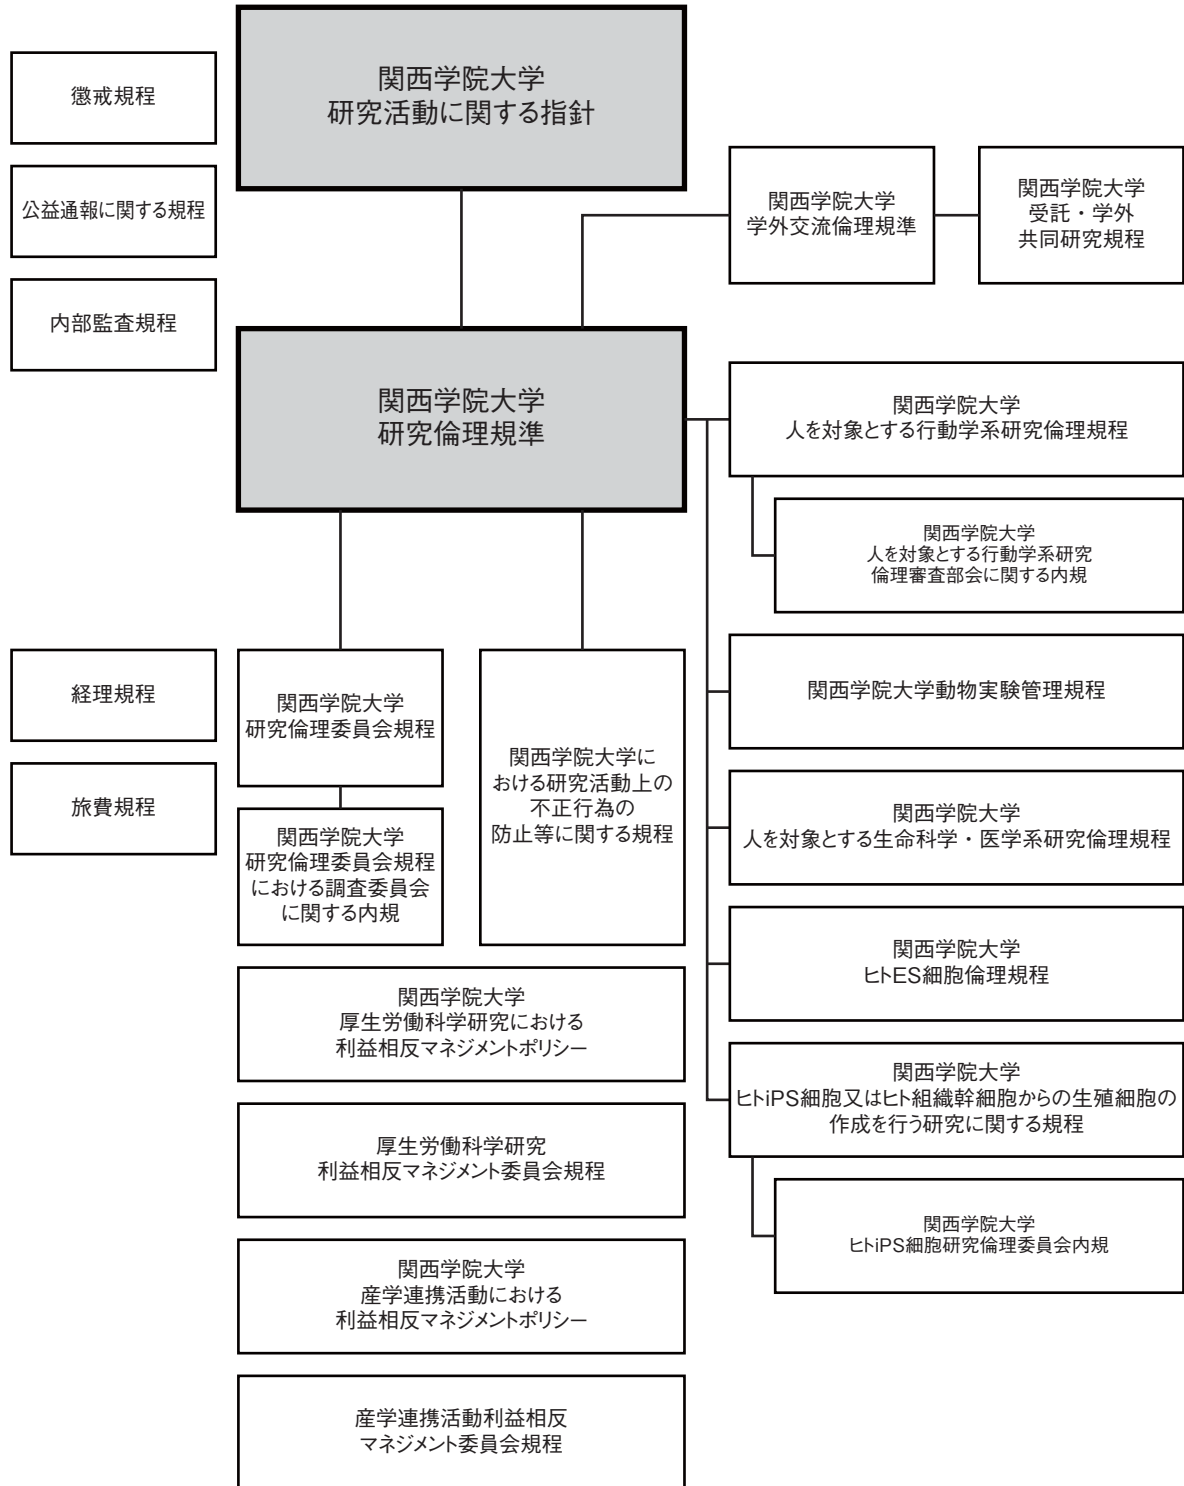 関西学院大学
研究活動に関する指針
懲戒規程
公益通報に関する規程
内部監査規程
関西学院大学
学外交流倫理規準
関西学院大学
受託・学外
共同研究規程
関西学院大学
研究倫理規準
関西学院大学
人を対象とする行動学系研究倫理規程
関西学院大学
人を対象とする行動学系研究
倫理審査部会に関する内規
経理規程
旅費規程
関西学院大学
研究倫理委員会規程
関西学院大学
研究倫理委員会規程
における調査委員会
に関する内規
関西学院大学に
おける研究活動上の
不正行為の
防止等に関する規程
関西学院大学動物実験管理規程
関西学院大学
人を対象とする生命科学・医学系研究倫理規程
関西学院大学
ヒトES細胞倫理規程
関西学院大学
ヒトiPS細胞又はヒト組織幹細胞からの生殖細胞の
作成を行う研究に関する規程
関西学院大学
ヒトiPS細胞研究倫理委員会内規
関西学院大学
厚生労働科学研究における
利益相反マネジメントポリシー
厚生労働科学研究
利益相反マネジメント委員会規程
関西学院大学
産学連携活動における
利益相反マネジメントポリシー
産学連携活動利益相反
マネジメント委員会規程